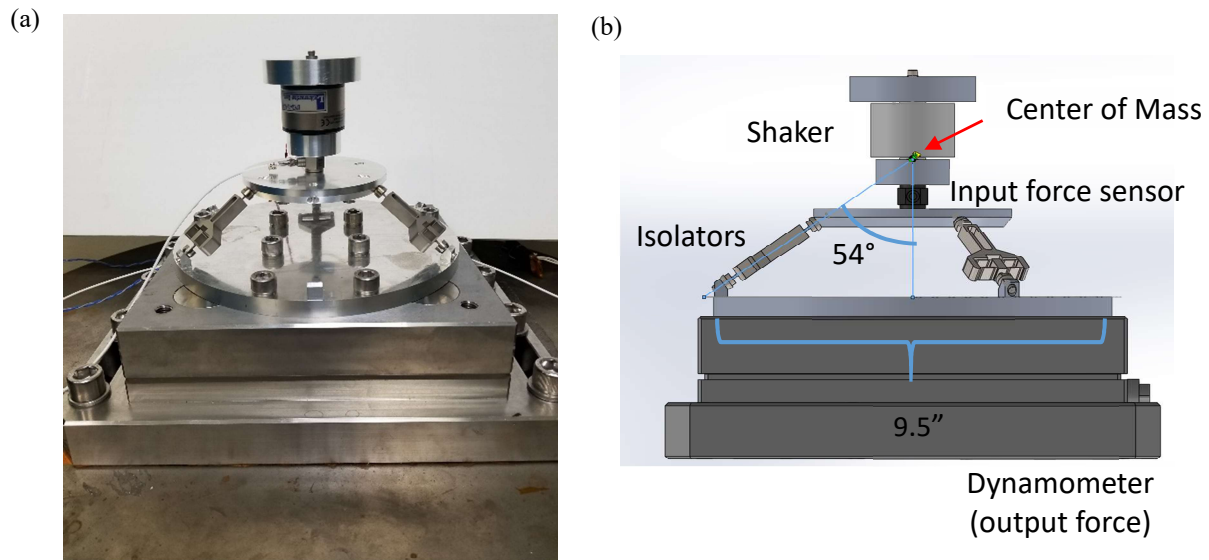 (a)
(b)
Shaker
Center of Mass
Input force sensor
Isolators
54°
9.5”
Dynamometer
(output force)